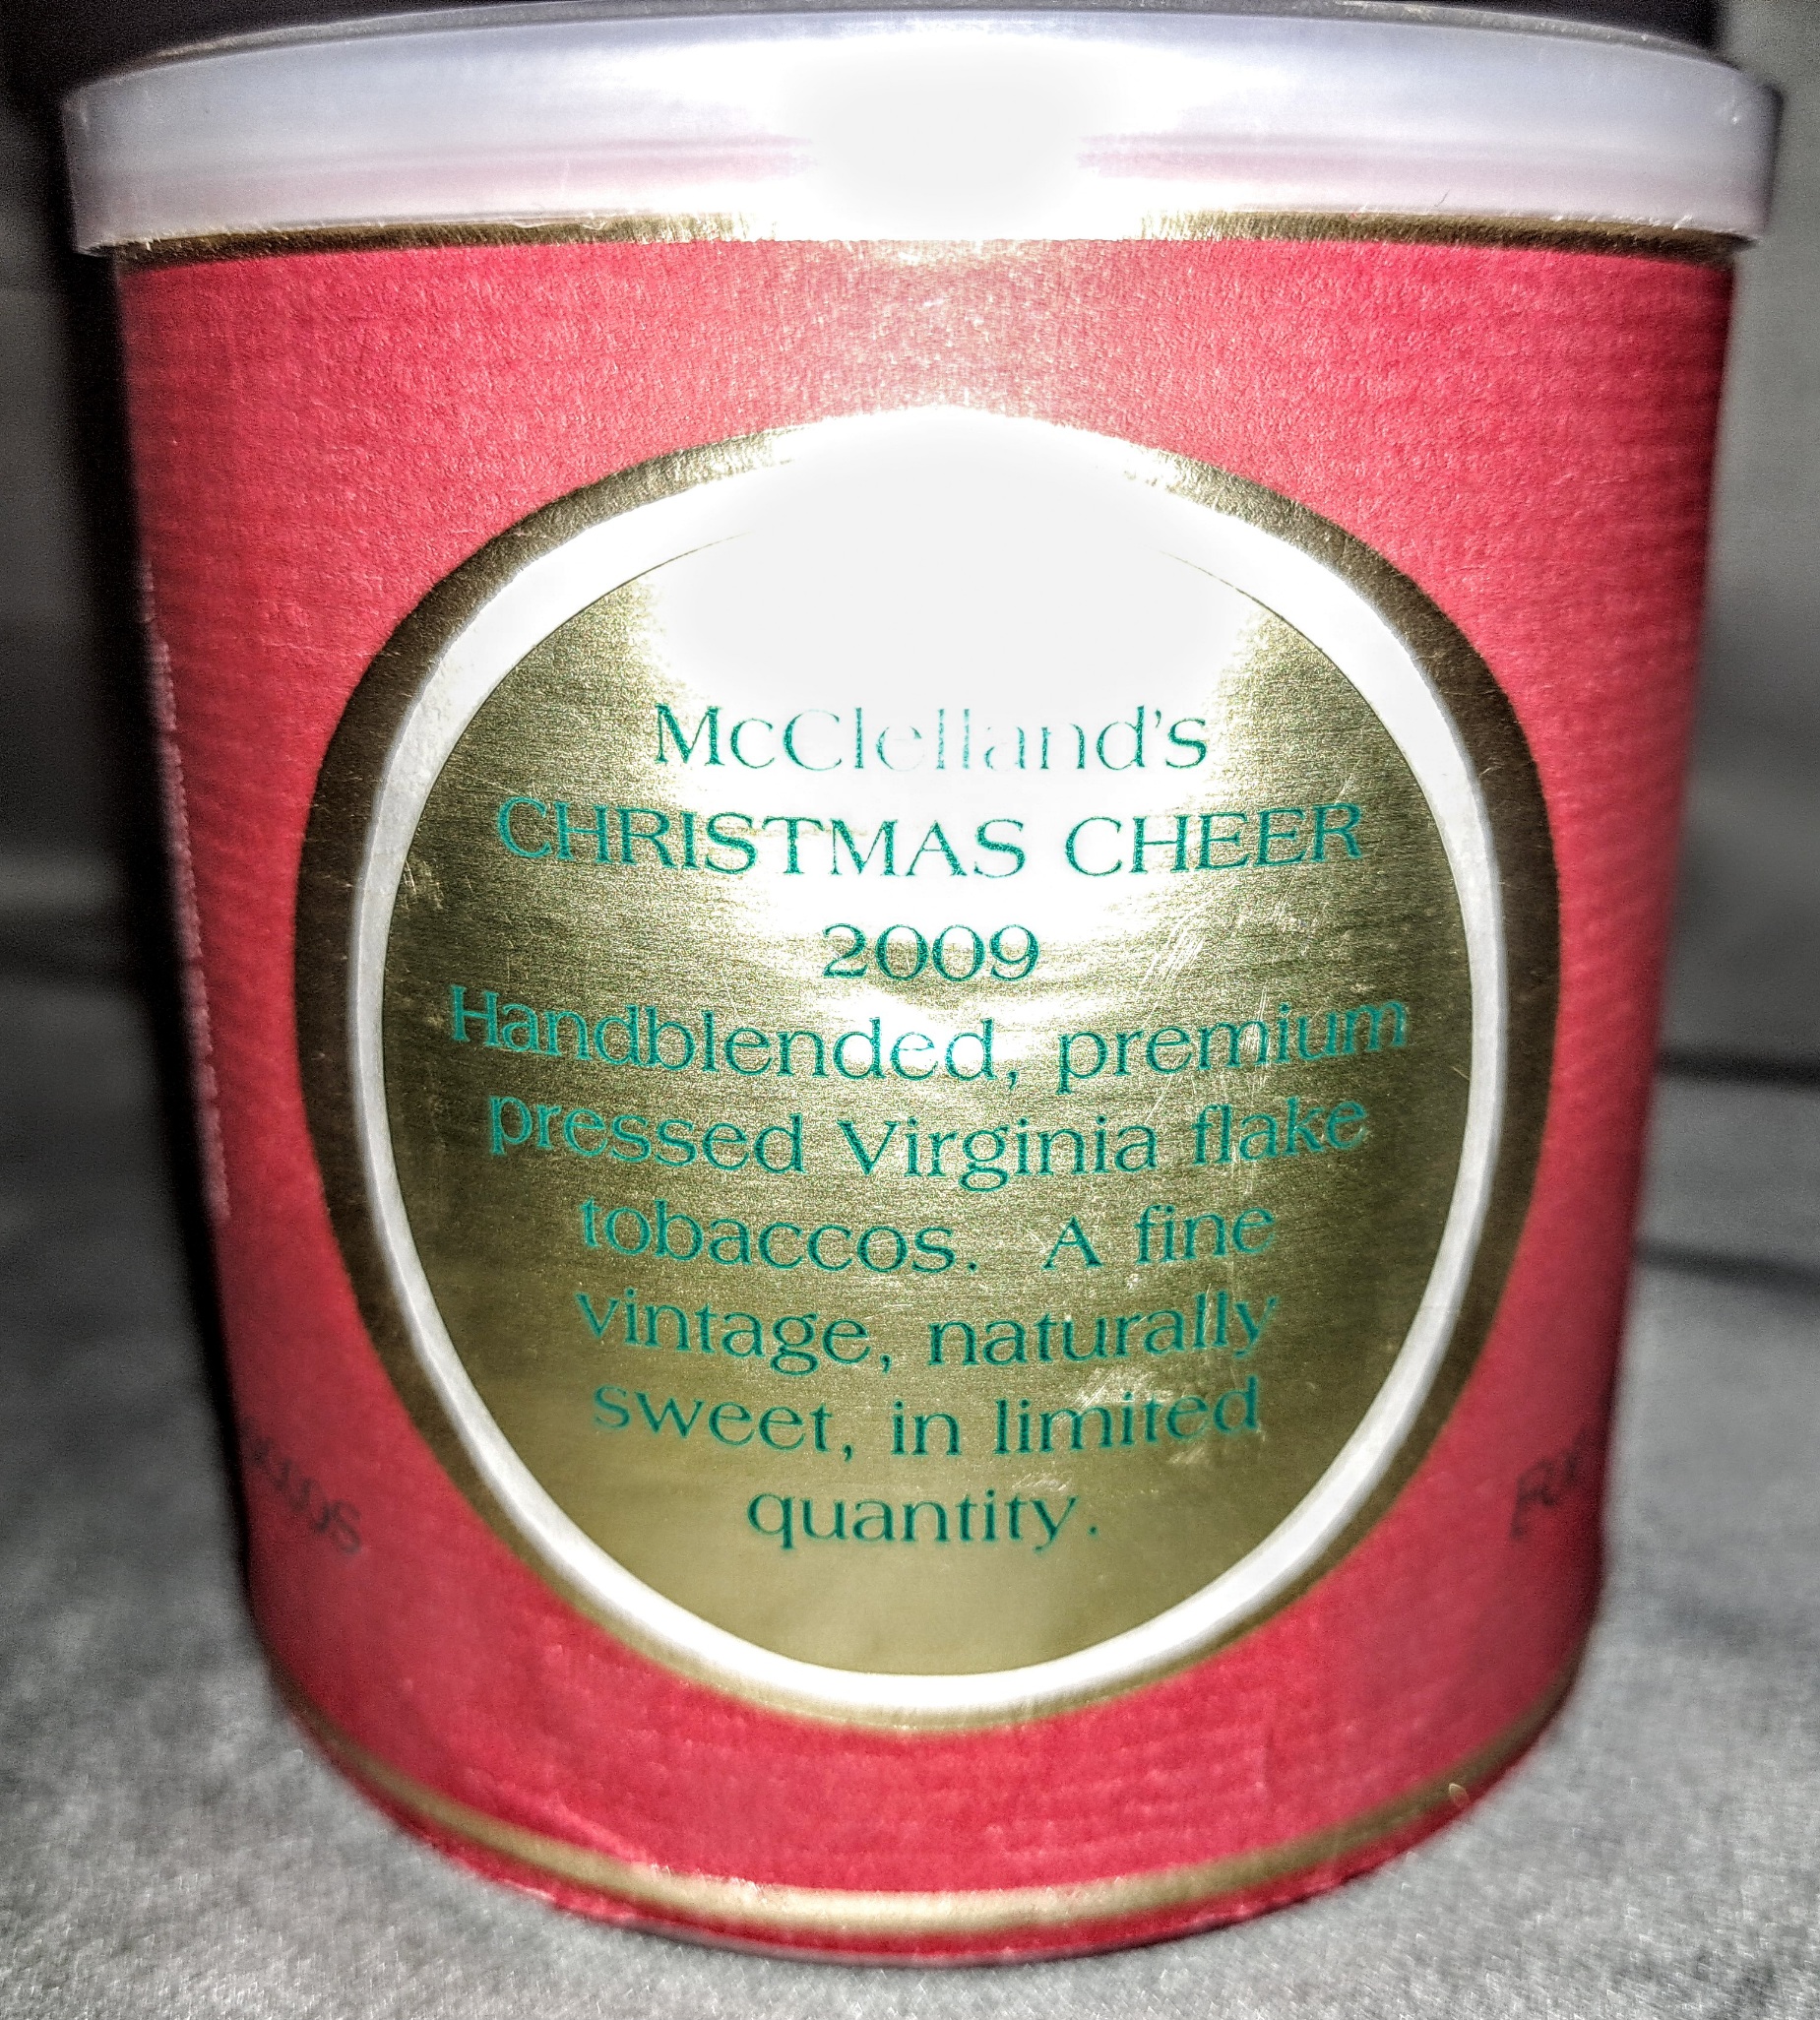 McClelland's
CHRISTMAS CHEER
2009
Handblended, premium
pressed Virginia flake
tobaccos. A fine
vintage, naturally
sweet, in limited
quantity.